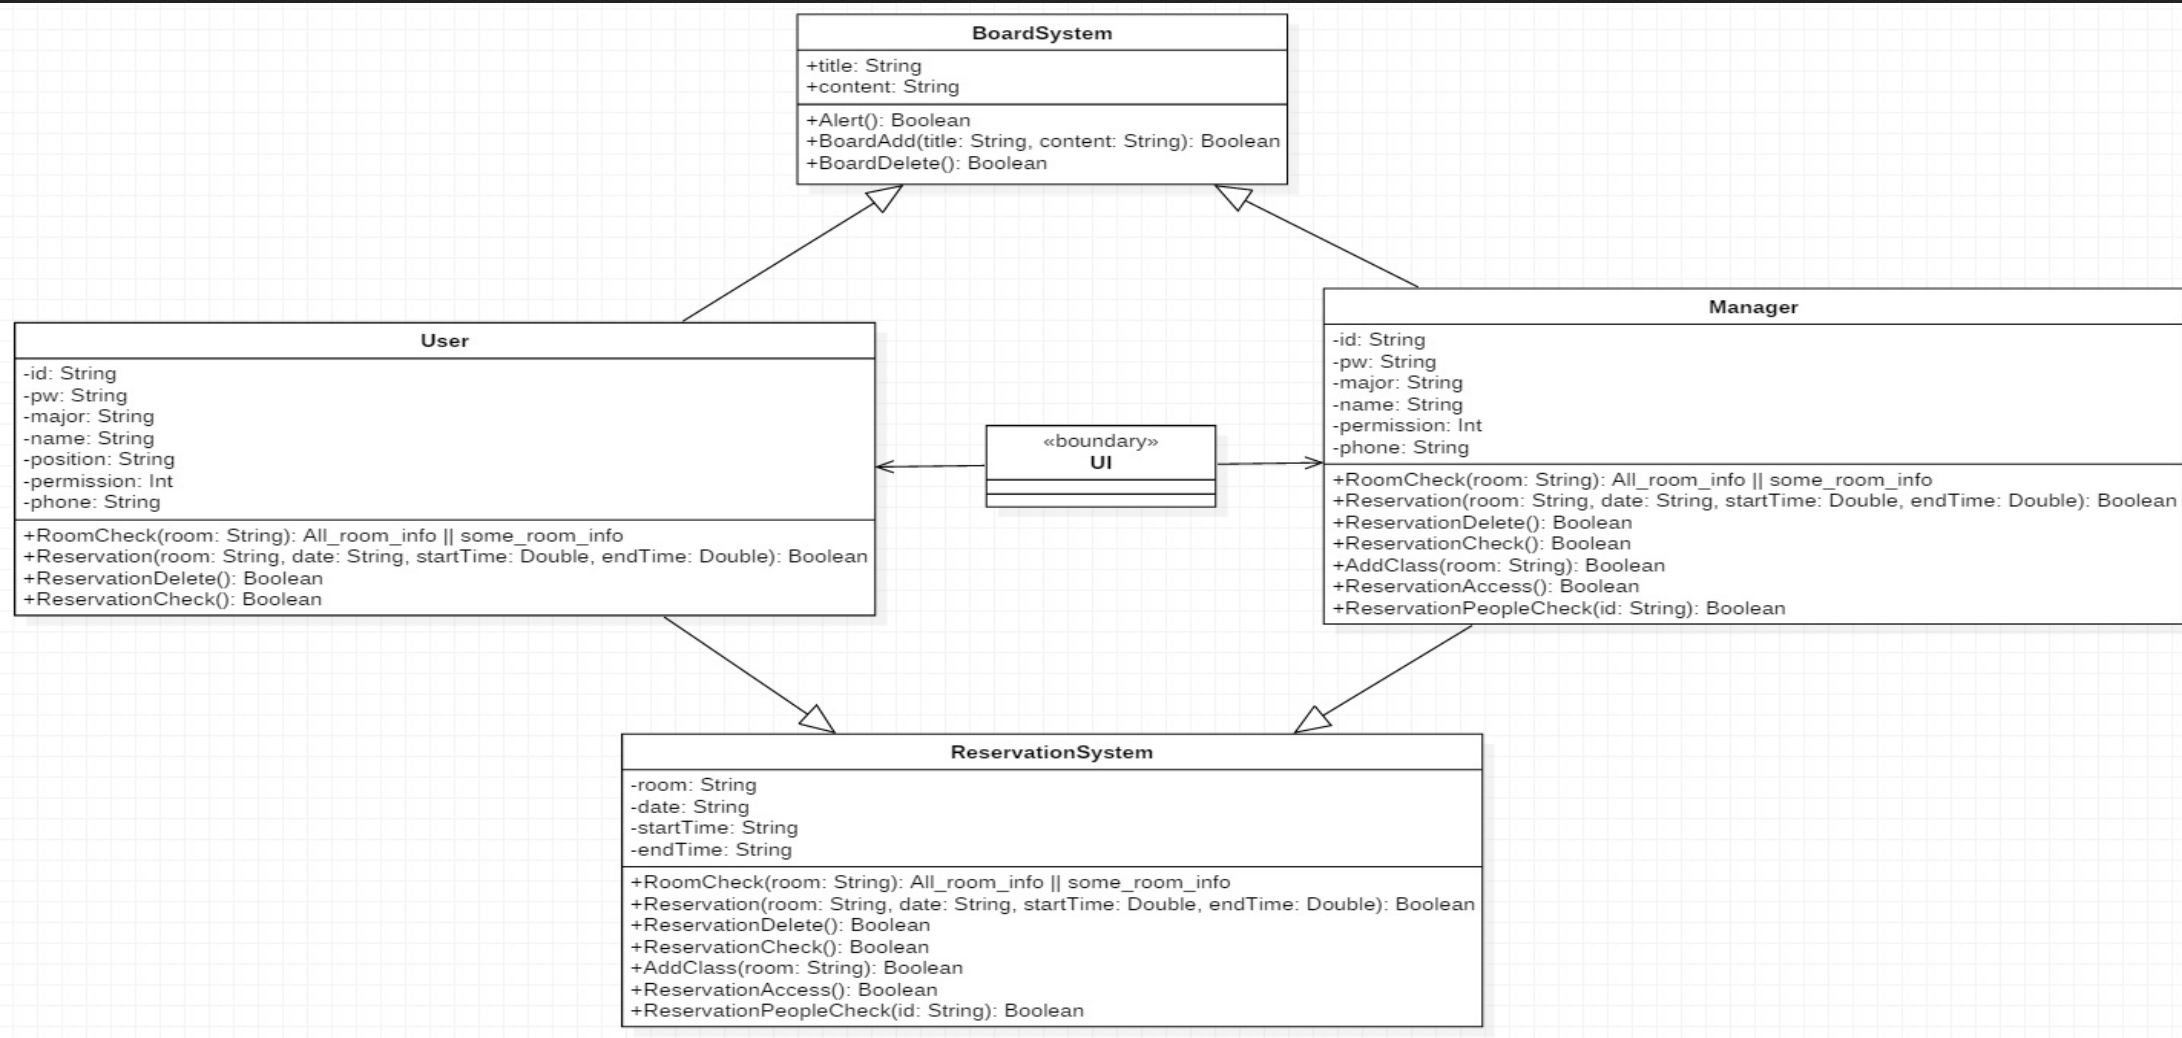 BoardSystem
+title: String
+content: String
+Alert(): Boolean
+BoardAdd(title: String, content: String): Boolean
+BoardDelete(): Boolean
User
-id: String
-pw: String
-major: String
-name: String
-position: String
-permission: Int
-phone: String
+RoomCheck(room: String): All_room_info || some_room_info
+Reservation(room: String, date: String, startTime: Double, endTime: Double): Boolean
+ReservationDelete(): Boolean
+ReservationCheck(): Boolean
«boundary»
UI
Manager
-id: String
-pw: String
-major: String
-name: String
-permission: Int
-phone: String
+RoomCheck(room: String): All_room_info || some_room_info
+Reservation(room: String, date: String, startTime: Double, endTime: Double): Boolean
+ReservationDelete(): Boolean
+ReservationCheck(): Boolean
+AddClass(room: String): Boolean
+ReservationAccess(): Boolean
+ReservationPeopleCheck(id: String): Boolean
ReservationSystem
-room: String
-date: String
-startTime: String
-endTime: String
+RoomCheck(room: String): All_room_info || some_room_info
+Reservation(room: String, date: String, startTime: Double, endTime: Double): Boolean
+ReservationDelete(): Boolean
+ReservationCheck(): Boolean
+AddClass(room: String): Boolean
+ReservationAccess(): Boolean
+ReservationPeopleCheck(id: String): Boolean